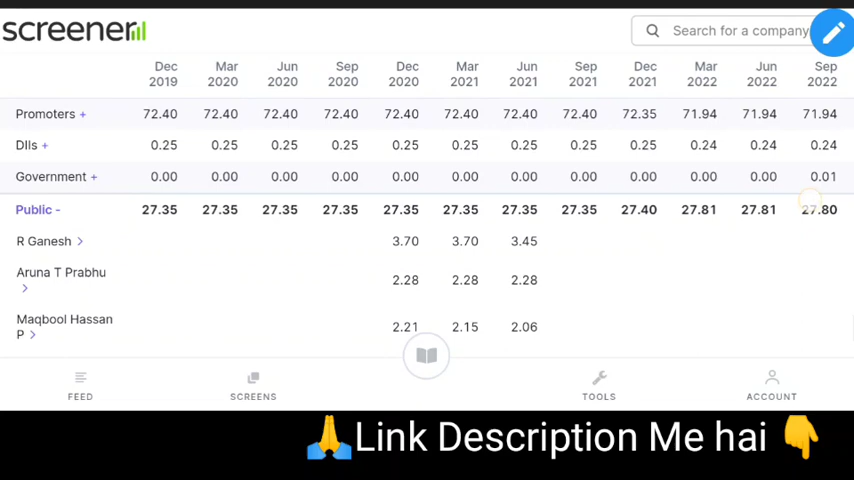 screener
Search for a company
Dec 2019 Mar 2020 Jun 2020 Sep 2020 Dec 2020 Mar 2021 Jun 2021 Sep 2021 Dec 2021 Mar 2022 Jun 2022 Sep 2022
Promoters + 72.40 72.40 72.40 72.40 72.40 72.40 72.40 72.40 72.35 71.94 71.94 71.94
DIIs + 0.25 0.25 0.25 0.25 0.25 0.25 0.25 0.25 0.25 0.24 0.24 0.24
Government + 0.00 0.00 0.00 0.00 0.00 0.00 0.00 0.00 0.00 0.00 0.00 0.01
Public - 27.35 27.35 27.35 27.35 27.35 27.35 27.35 27.35 27.40 27.81 27.81 27.80
R Ganesh > 3.70 3.70 3.45
Aruna T Prabhu > 2.28 2.28 2.28
Maqbool Hassan P > 2.21 2.15 2.06
FEED SCREENS TOOLS ACCOUNT
🙏Link Description Me hai 👇